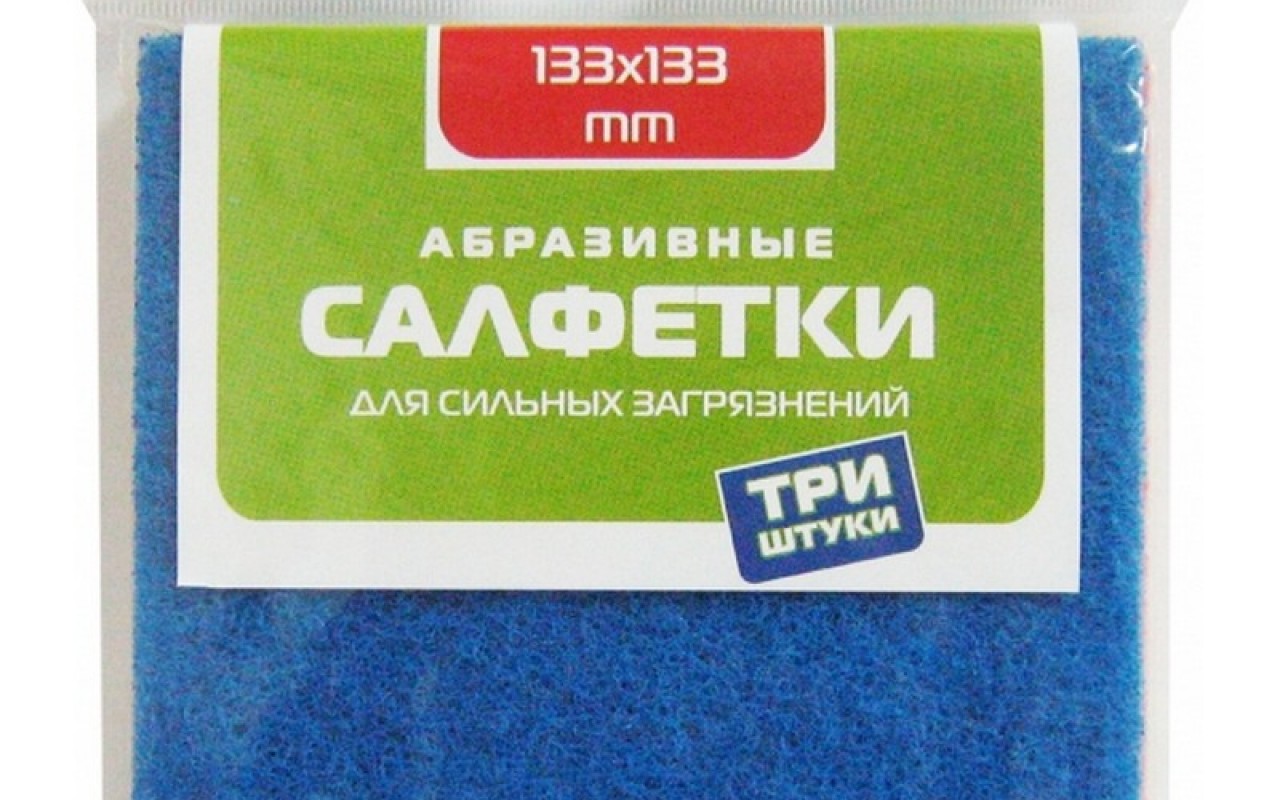 133x133
mm
АБРАЗИВНЫЕ
САЛФЕТКИ
ДЛЯ СИЛЬНЫХ ЗАГРЯЗНЕНИЙ
ТРИ
ШТУКИ